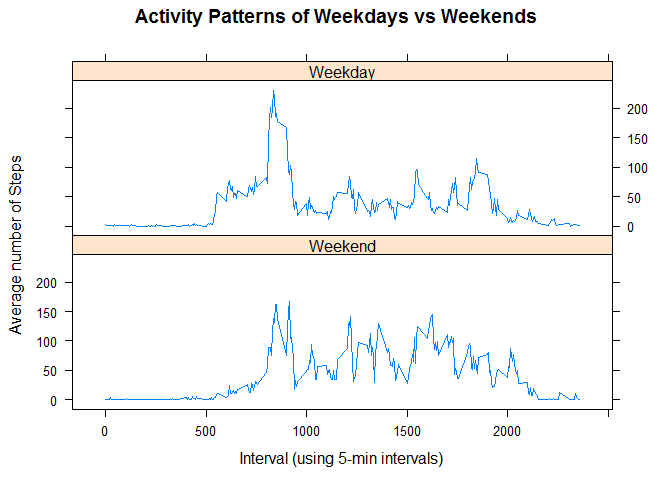 Activity Patterns of Weekdays vs Weekends
Weekday
200
150
100
50
0
Weekend
200
150
100
50
0
0 500 1000 1500 2000
Average number of Steps
Interval (using 5-min intervals)